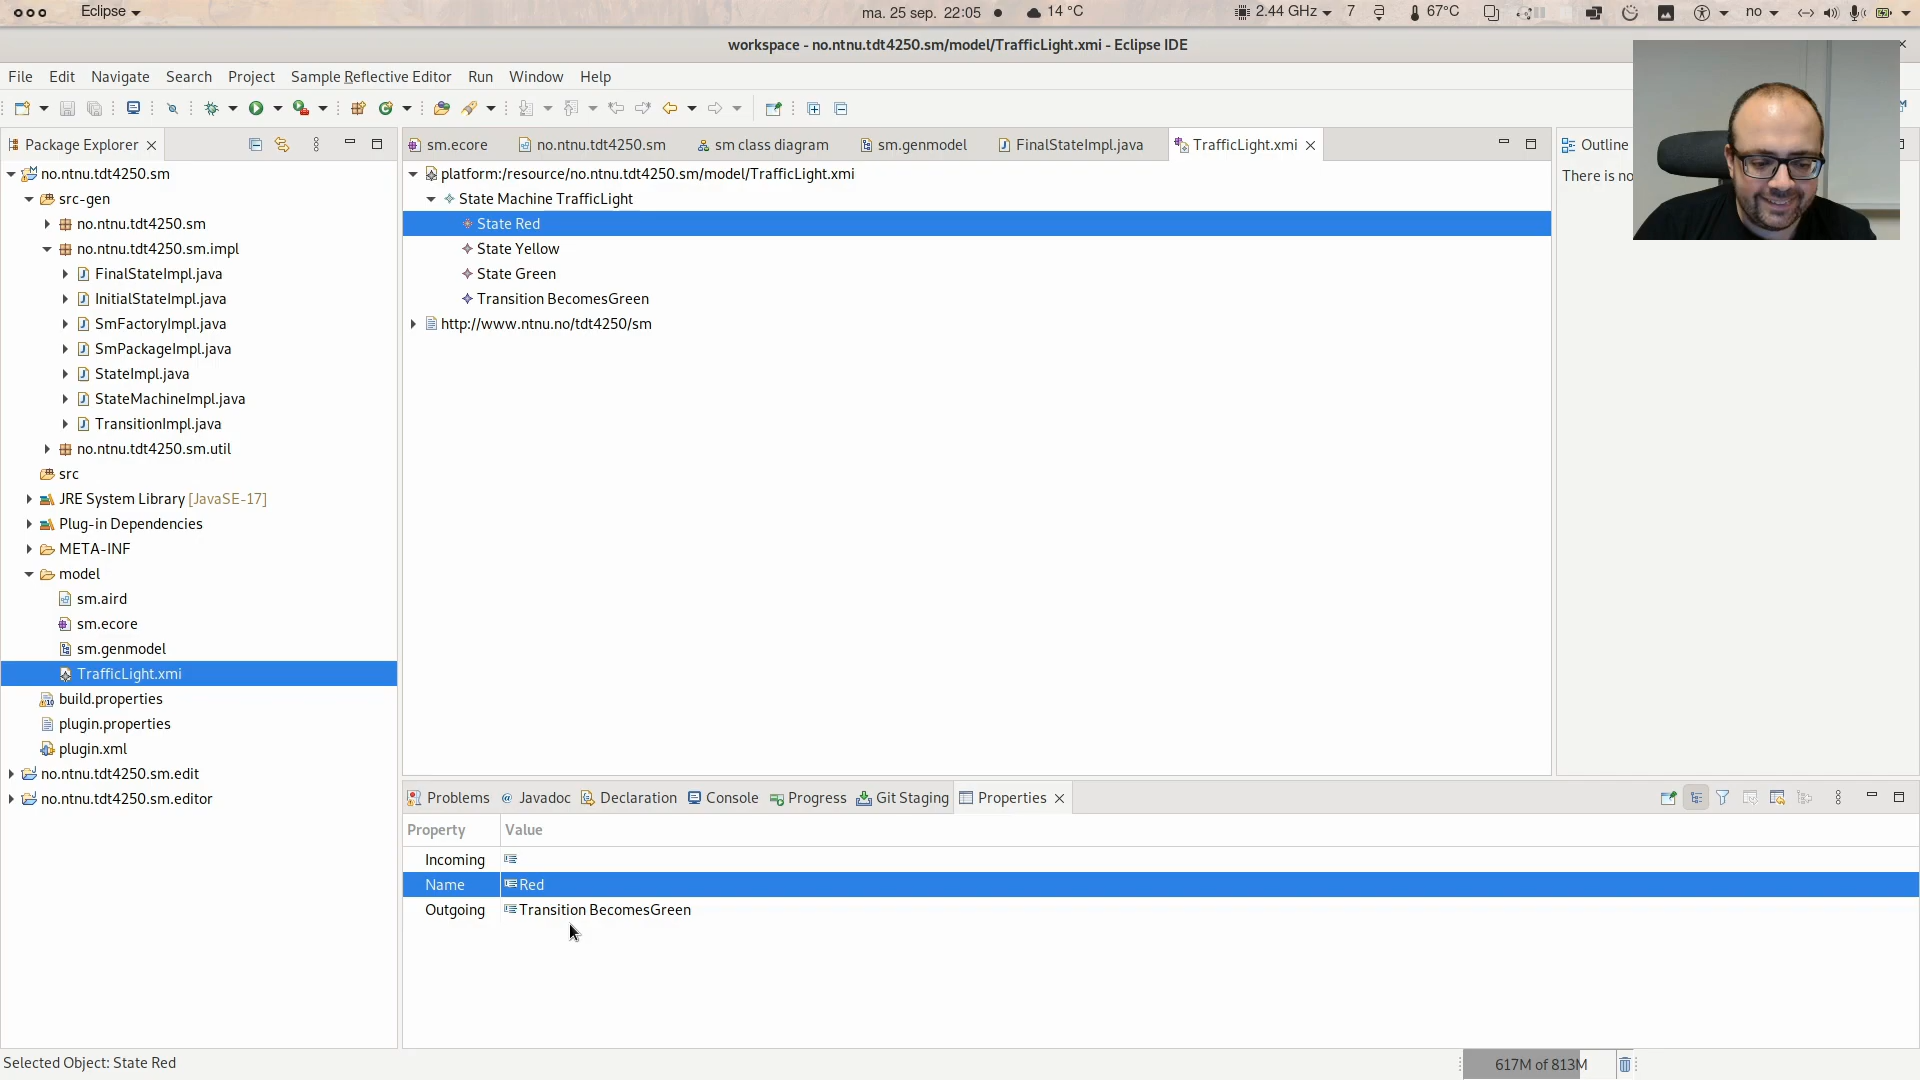 Eclipse
ma. 25 sep. 22:05
14 °C
2.44 GHz
7
67°C
no
workspace - no.ntnu.tdt4250.sm/model/TrafficLight.xmi - Eclipse IDE
File Edit Navigate Search Project Sample Reflective Editor Run Window Help
Package Explorer
no.ntnu.tdt4250.sm
src-gen
no.ntnu.tdt4250.sm
no.ntnu.tdt4250.sm.impl
FinalStateImpl.java
InitialStateImpl.java
SmFactoryImpl.java
SmPackageImpl.java
StateImpl.java
StateMachineImpl.java
TransitionImpl.java
no.ntnu.tdt4250.sm.util
src
JRE System Library [JavaSE-17]
Plug-in Dependencies
META-INF
model
sm.aird
sm.ecore
sm.genmodel
TrafficLight.xmi
build.properties
plugin.properties
plugin.xml
no.ntnu.tdt4250.sm.edit
no.ntnu.tdt4250.sm.editor
sm.ecore no.ntnu.tdt4250.sm sm class diagram sm.genmodel FinalStateImpl.java TrafficLight.xmi
platform:/resource/no.ntnu.tdt4250.sm/model/TrafficLight.xmi
State Machine TrafficLight
State Red
State Yellow
State Green
Transition BecomesGreen
http://www.ntnu.no/tdt4250/sm
Outline
There is no
Problems Javadoc Declaration Console Progress Git Staging Properties
Property Value
Incoming
Name Red
Outgoing Transition BecomesGreen
Selected Object: State Red
617M of 813M